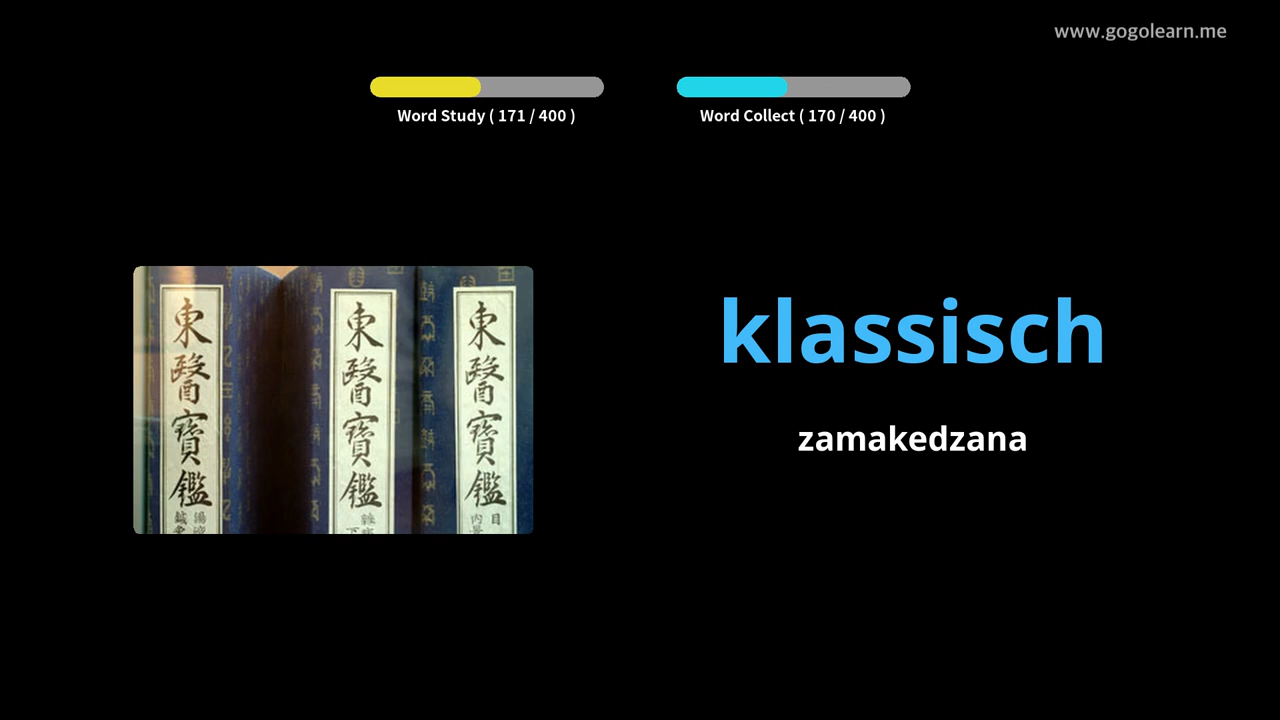 www.gogolearn.me
Word Study ( 171 / 400 )
Word Collect ( 170 / 400 )
東醫寶鑑
東醫寶鑑
東醫寶鑑
klassisch
zamakedzana